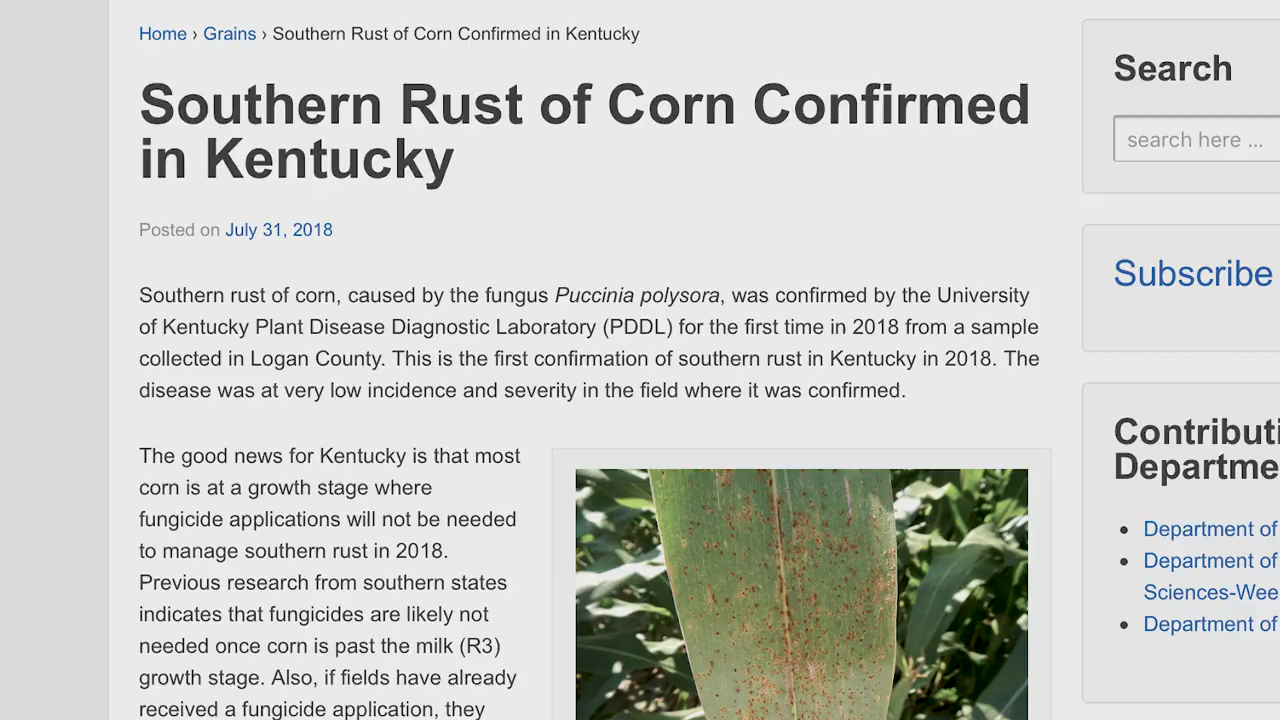 Home › Grains › Southern Rust of Corn Confirmed in Kentucky
Southern Rust of Corn Confirmed
in Kentucky
Posted on July 31, 2018
Southern rust of corn, caused by the fungus Puccinia polysora, was confirmed by the University
of Kentucky Plant Disease Diagnostic Laboratory (PDDL) for the first time in 2018 from a sample
collected in Logan County. This is the first confirmation of southern rust in Kentucky in 2018. The
disease was at very low incidence and severity in the field where it was confirmed.
The good news for Kentucky is that most
corn is at a growth stage where
fungicide applications will not be needed
to manage southern rust in 2018.
Previous research from southern states
indicates that fungicides are likely not
needed once corn is past the milk (R3)
growth stage. Also, if fields have already
received a fungicide application, they
Search
search here ...
Subscribe
Contributi
Departme
Department of
Department of
Sciences-Wee
Department of